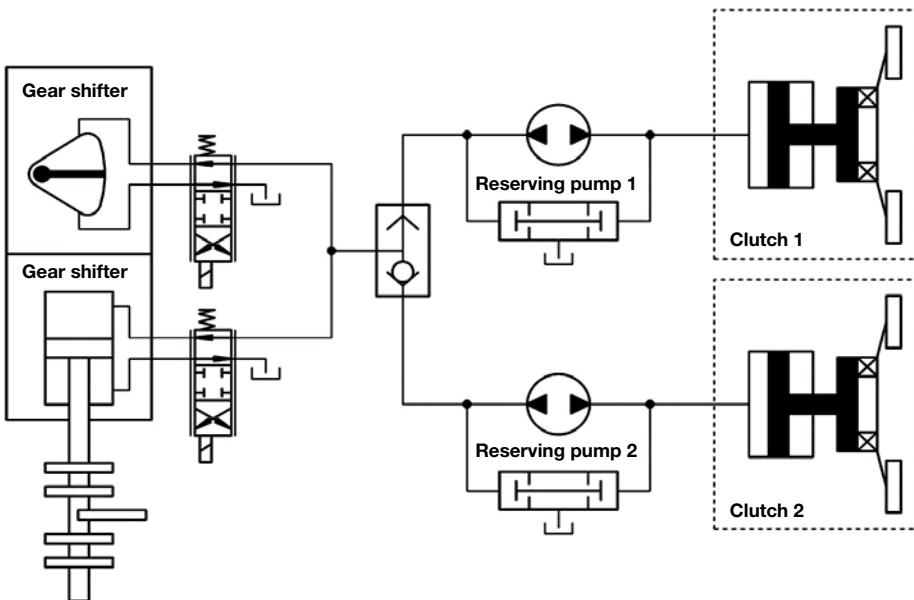 Gear shifter
Reserving pump 1
Clutch 1
Gear shifter
Reserving pump 2
Clutch 2